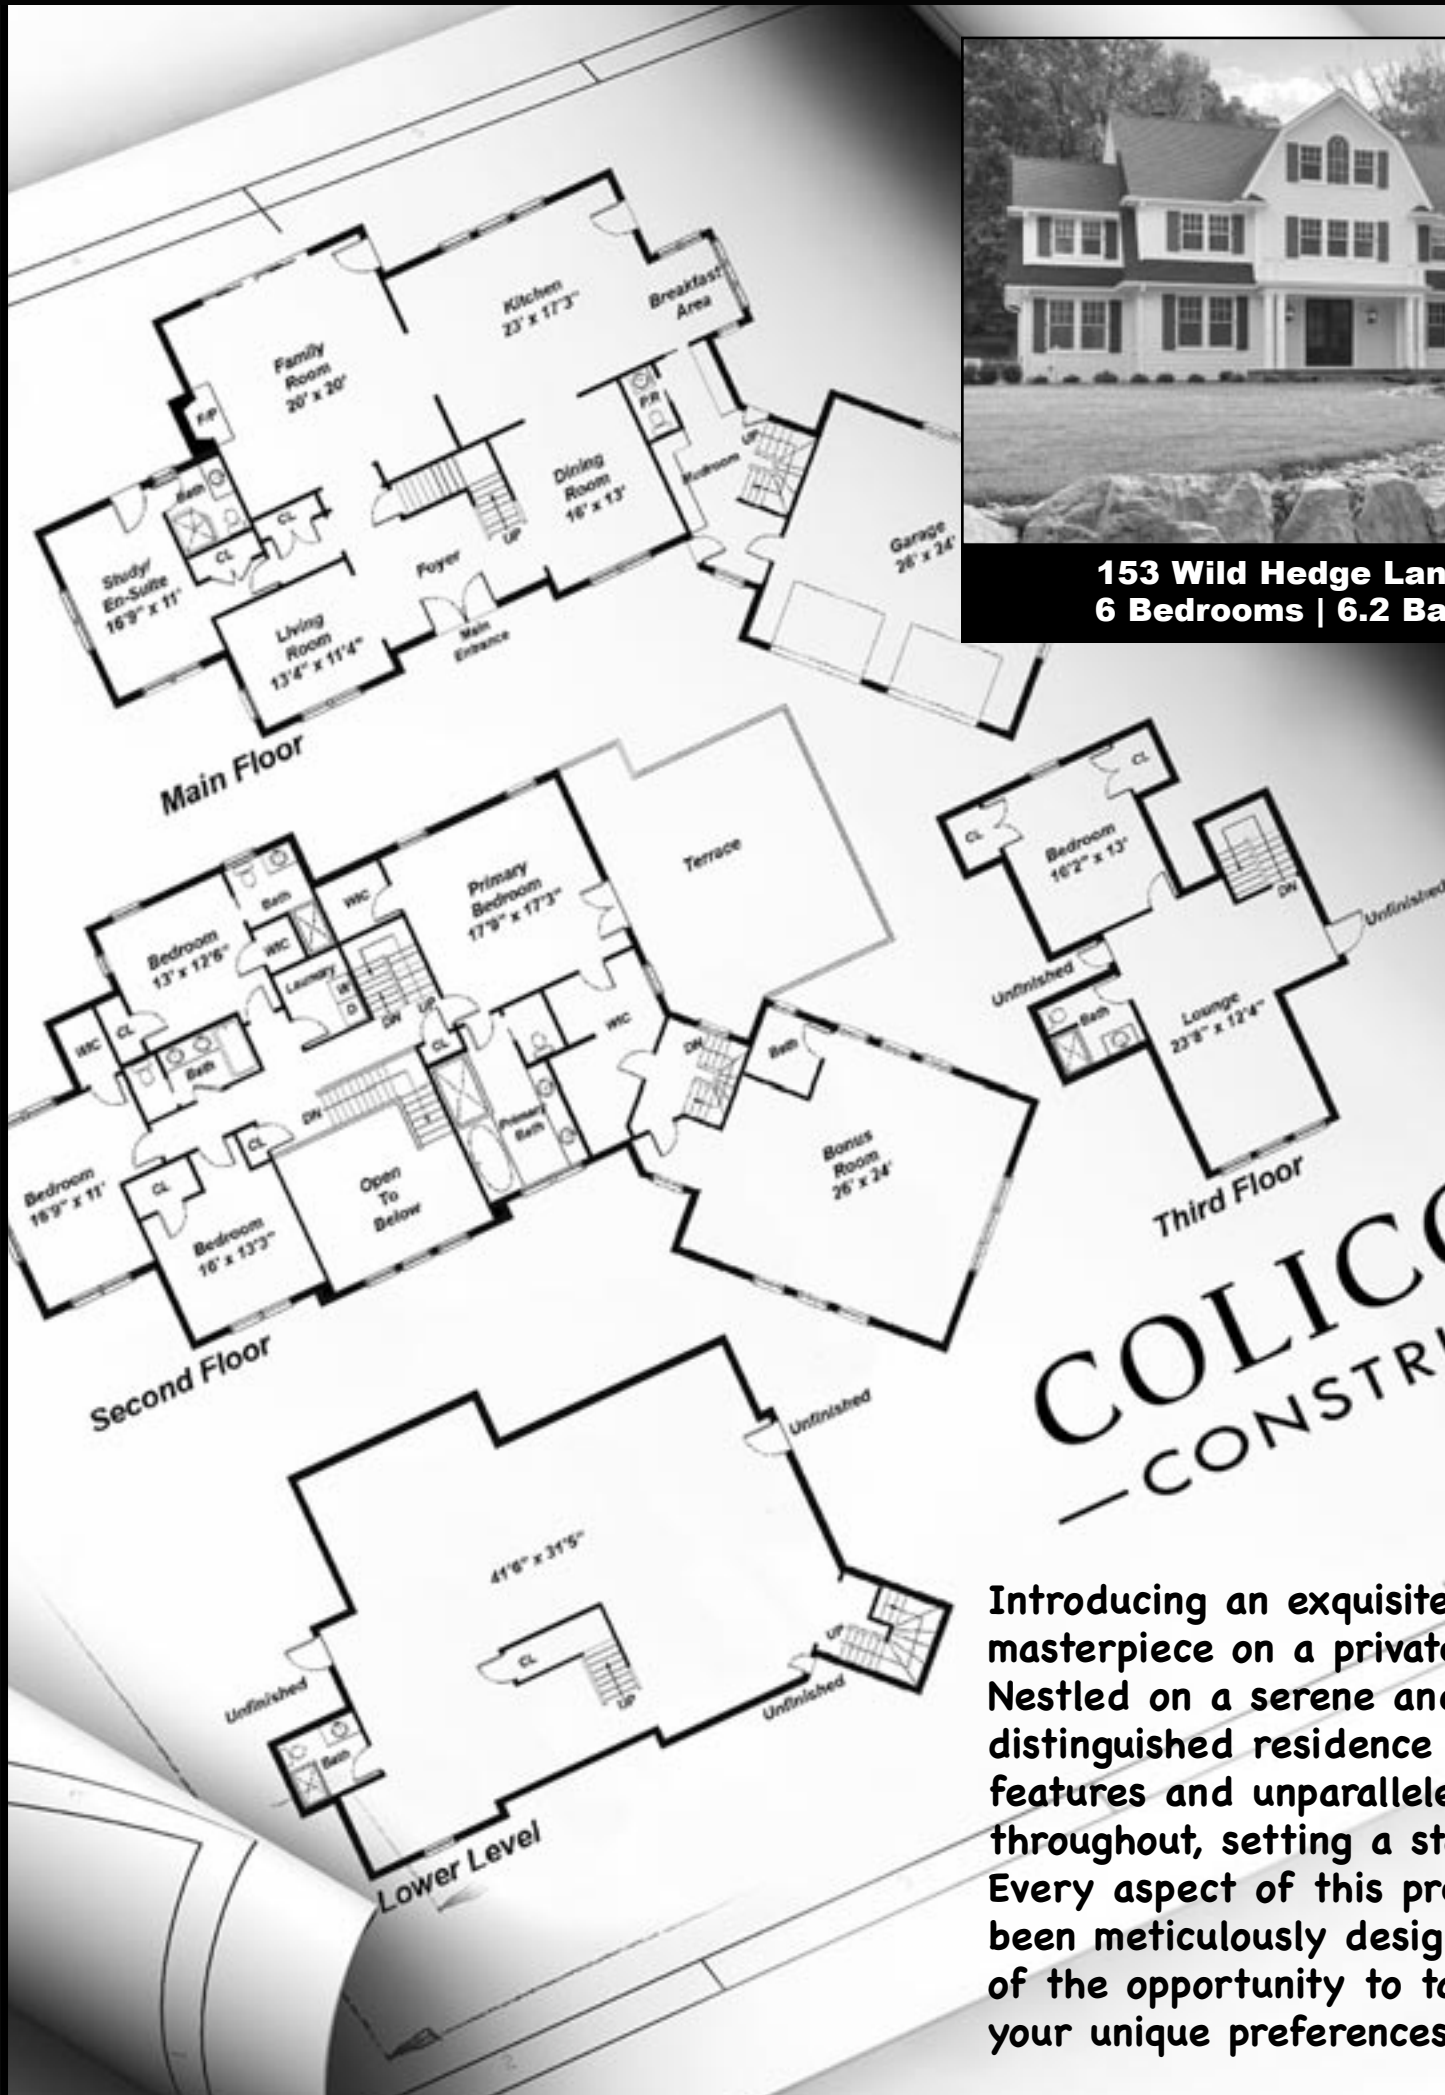 Family
Room
20' x 20'
Kitchen
23' x 17'3"
Breakfast
Area
F/P
P.R
UP
Mudroom
Dining
Room
16' x 13'
Bath
CL
CL
Study/
En-Suite
16'9" x 11'
Foyer
UP
Living
Room
13'4" x 11'4"
Main
Entrance
Garage
26' x 24'
Main Floor
153 Wild Hedge Lan
6 Bedrooms | 6.2 Ba
Bath
WIC
Primary
Bedroom
17'9" x 17'3"
Terrace
Bedroom
13' x 12'6"
WIC
Laundry
W
D
DN
UP
CL
WIC
CL
Bath
WIC
DN
Bath
DN
Primary
Bath
CL
Bedroom
16'9" x 11'
CL
Open
To
Below
Bedroom
16' x 13'3"
Bonus
Room
26' x 24'
Second Floor
CL
CL
Bedroom
16'2" x 13'
DN
Unfinished
Unfinished
Bath
Lounge
23'8" x 12'4"
Third Floor
COLICO
CONSTR
Unfinished
41'6" x 31'5"
CL
UP
UP
Unfinished
Unfinished
Bath
Lower Level
Introducing an exquisite
masterpiece on a private
Nestled on a serene and
distinguished residence
features and unparallele
throughout, setting a sta
Every aspect of this pro
been meticulously desig
of the opportunity to ta
your unique preferences